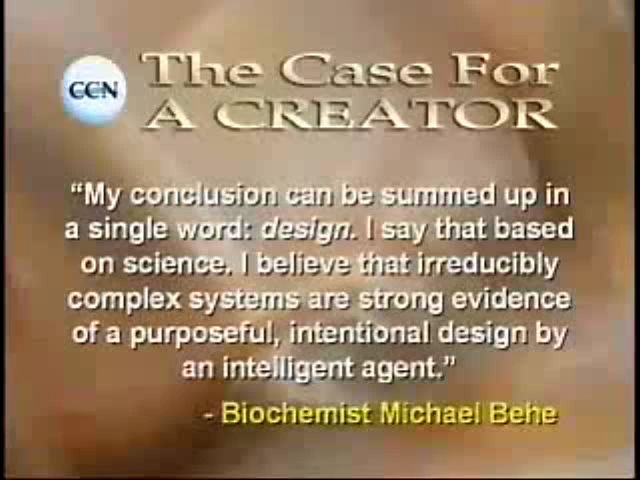 CCN
The Case For
A CREATOR
“My conclusion can be summed up in
a single word: design. I say that based
on science. I believe that irreducibly
complex systems are strong evidence
of a purposeful, intentional design by
an intelligent agent.”
- Biochemist Michael Behe